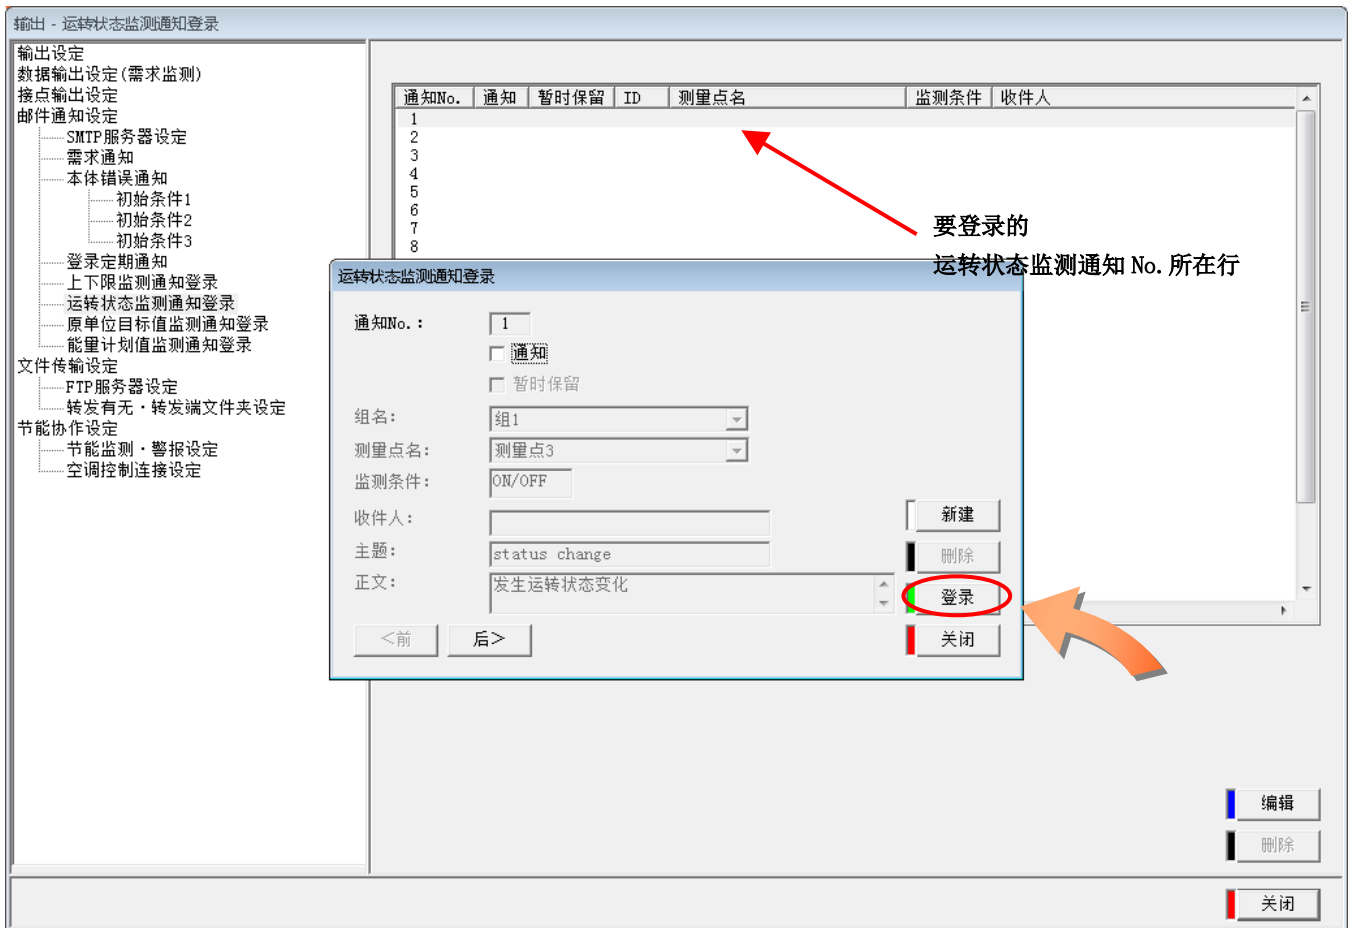 输出 - 运转状态监测通知登录
输出设定
数据输出设定(需求监测)
接点输出设定
邮件通知设定
SMTP服务器设定
需求通知
本体错误通知
初始条件1
初始条件2
初始条件3
登录定期通知
上下限监测通知登录
运转状态监测通知登录
原单位目标值监测通知登录
能量计划值监测通知登录
文件传输设定
FTP服务器设定
转发有无・转发端文件夹设定
节能协作设定
节能监测・警报设定
空调控制连接设定
通知No. 通知 暂时保留 ID 测量点名 监测条件 收件人
1
2
3
4
5
6
7
8
要登录的
运转状态监测通知 No. 所在行
运转状态监测通知登录
通知No.: 1
通知
暂时保留
组名: 组1
测量点名: 测量点3
监测条件: ON/OFF
收件人:
主题: status change
正文: 发生运转状态变化
新建
删除
登录
关闭
<前 后>
编辑
删除
关闭